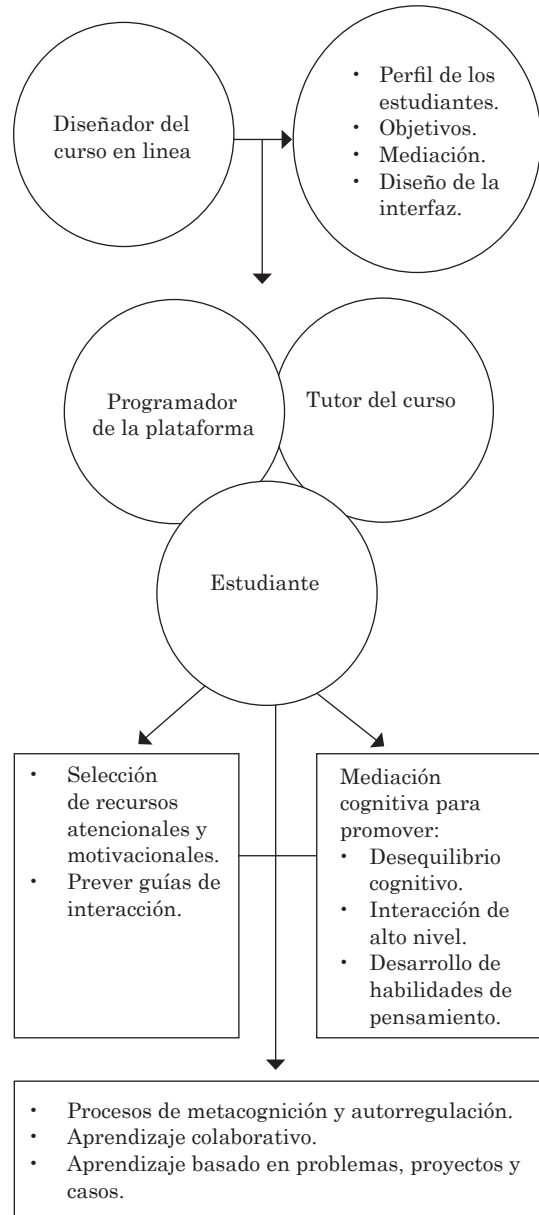 Diseñador del
curso en linea
• Perfil de los
estudiantes.
• Objetivos.
• Mediación.
• Diseño de la
interfaz.
Programador
de la plataforma
Tutor del curso
Estudiante
• Selección
de recursos
atencionales y
motivacionales.
• Prever guías de
interacción.
Mediación
cognitiva para
promover:
• Desequilibrio
cognitivo.
• Interacción de
alto nivel.
• Desarrollo de
habilidades de
pensamiento.
• Procesos de metacognición y autorregulación.
• Aprendizaje colaborativo.
• Aprendizaje basado en problemas, proyectos y
casos.